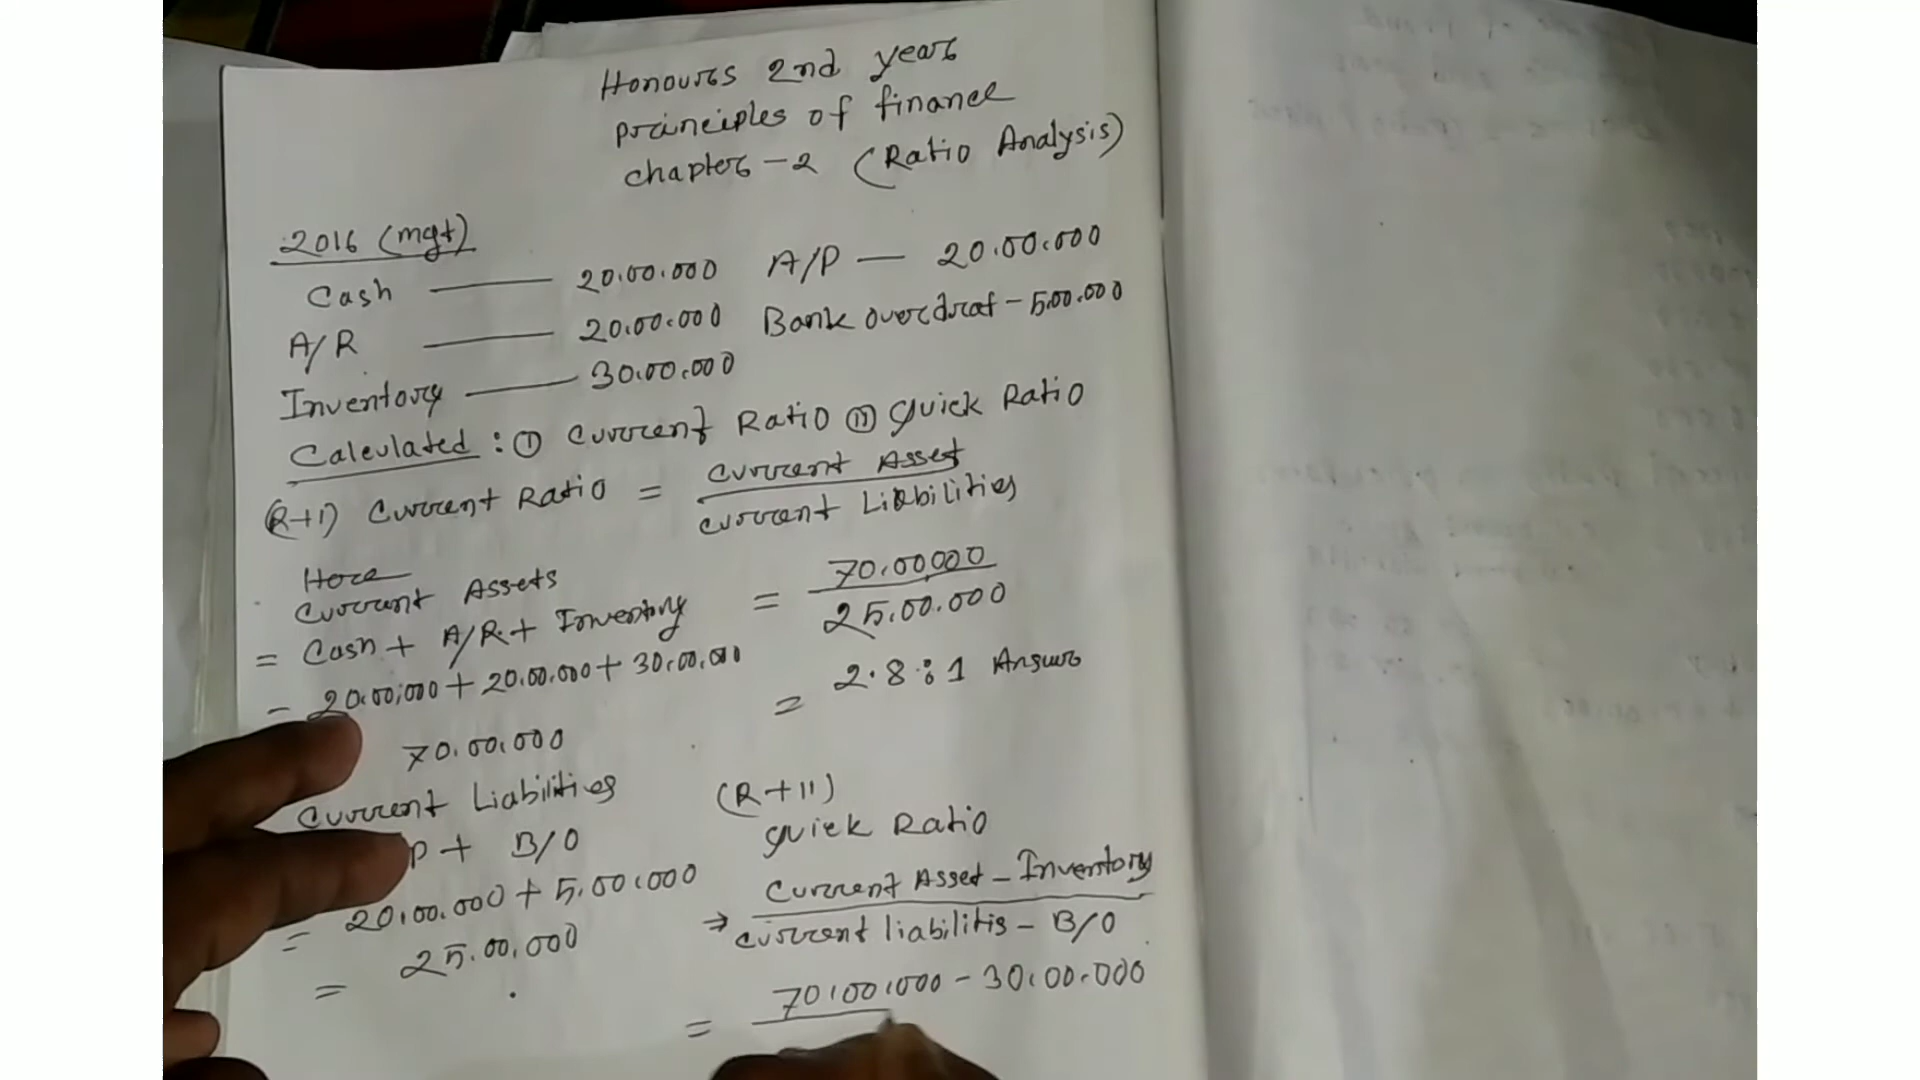 Honours 2nd year
principles of finance
chapter-2 (Ratio Analysis)
2016 (mgt)
Cash — 20,00,000 A/P — 20,00,000
A/R — 20,00,000 Bank overdraf - 5,00,000
Inventory — 30,00,000
Calculated: ① Current Ratio ② quick Ratio
(R+1) Current Ratio = Current Asset
Current Liabilities
Here
Current Assets
= Cash + A/R + Inventory
= 20,00,000 + 20,00,000 + 30,00,000
70,00,000
Current Liabilities
P + B/O
= 20,00,000 + 5,00,000
= 25,00,000
= 70,00000
25,00,000
= 2.8:1 Answer
(R+11)
quick Ratio
→ Current Asset - Inventory
current liabilitis - B/O
= 70,00,000 - 30,00,000